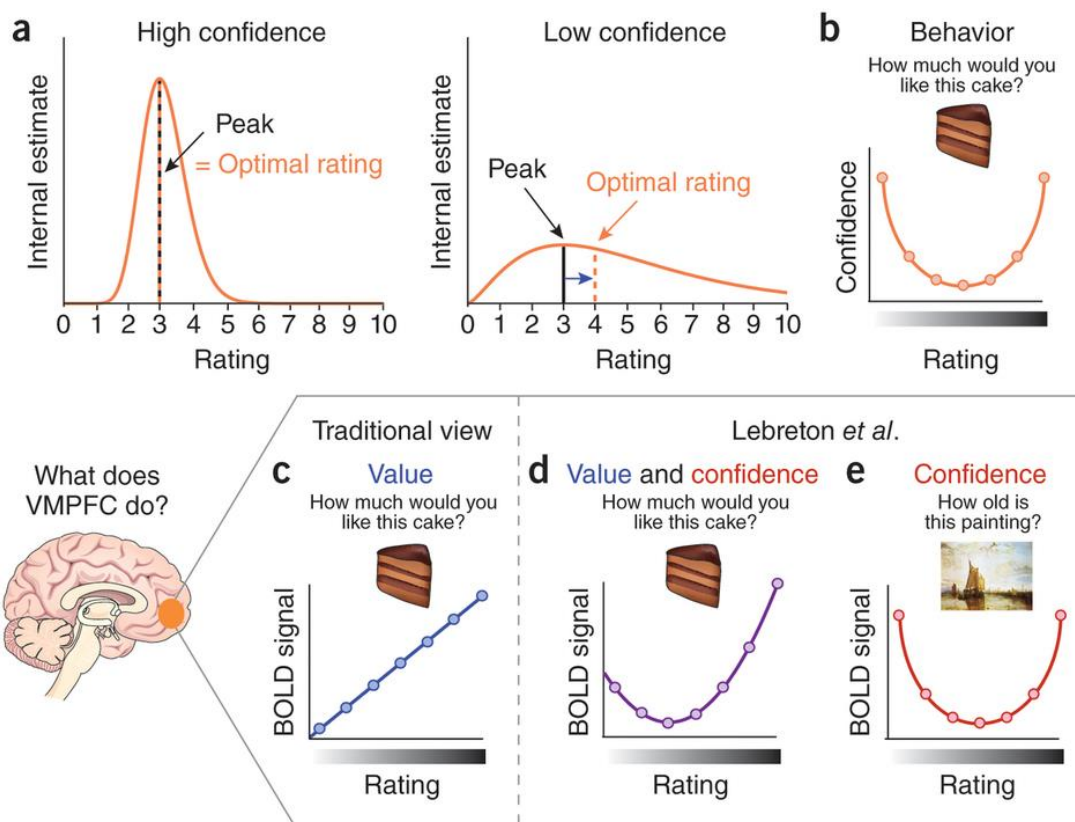 a
High confidence
Internal estimate
Peak
= Optimal rating
0 1 2 3 4 5 6 7 8 9 10
Rating
Low confidence
Internal estimate
Peak
Optimal rating
0 1 2 3 4 5 6 7 8 9 10
Rating
b
Behavior
How much would you
like this cake?
Confidence
Rating
What does
VMPFC do?
Traditional view
c
Value
How much would you
like this cake?
BOLD signal
Rating
Lebreton et al.
d
Value and confidence
How much would you
like this cake?
BOLD signal
Rating
e
Confidence
How old is
this painting?
BOLD signal
Rating